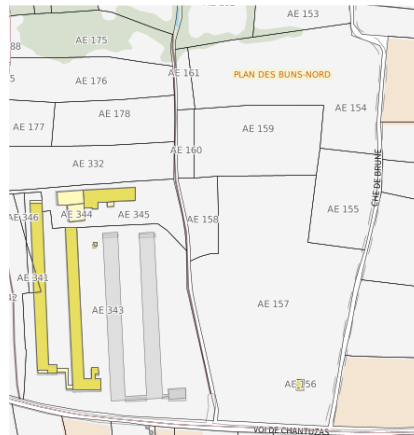 AE 153
AE 175
88
AE 161
PLAN DES BUNS-NORD
AE 176
AE 178
AE 154
AE 177
AE 159
AE 160
AE 332
CHE DE BRUNE
AE 346
AE 344
AE 345
AE 158
AE 155
AE 341
AE 343
AE 157
AE 156
VOI DE CHANTUZAS